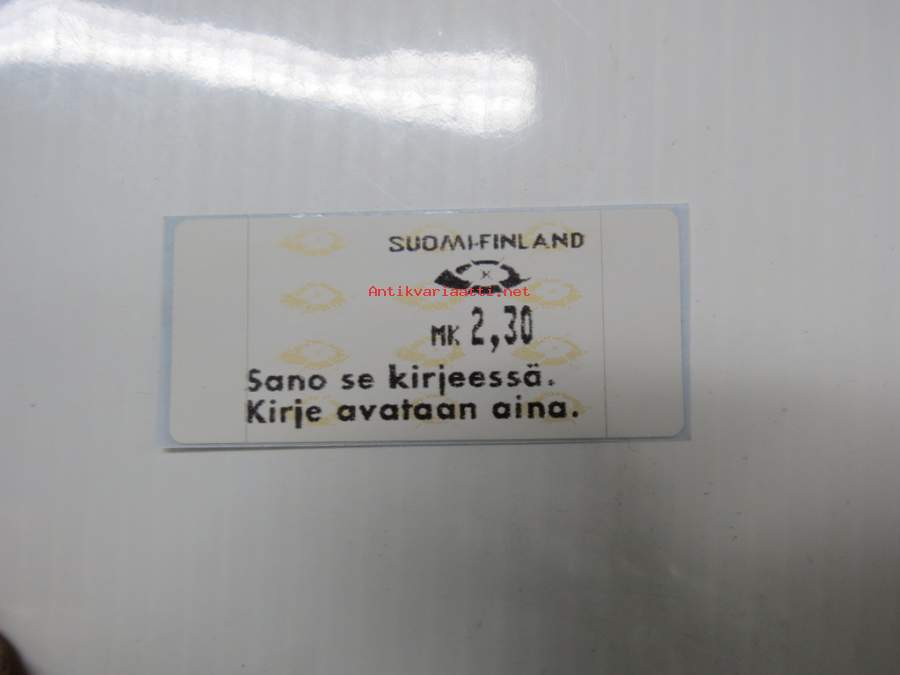 SUOMI-FINLAND
Antikvariaatti.net
MK 2,30
Sano se kirjeessä.
Kirje avataan aina.